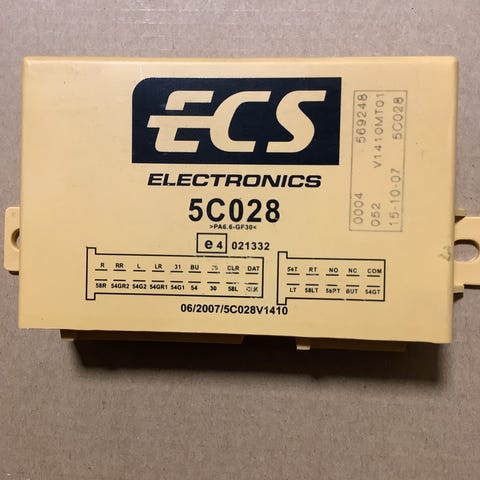 ECS
ELECTRONICS
5C028
>PA6.6-GF30<
e4 021332
R RR L LR 31 BU 75 CLR DAT
58R 54GR2 54G2 54GR1 54G1 54 30 58L CLK
54T RT NO NC COM
LT 58LT 56PT BUT 54GT
06/2007/5C028V1410
0004 569248
052 V1410MT01
15-10-07 5C028